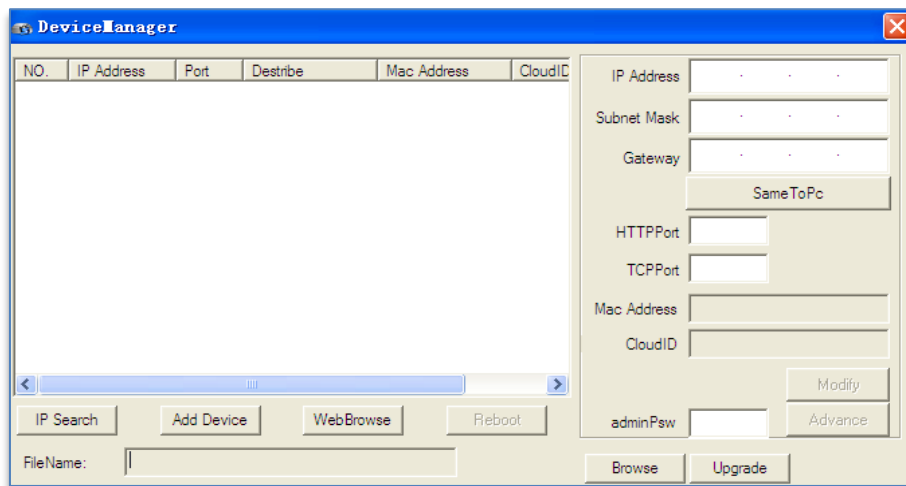 DeviceManager
NO. IP Address Port Destribe Mac Address CloudID
IP Address
Subnet Mask
Gateway
SameToPc
HTTPPort
TCPPort
Mac Address
CloudID
Modify
IP Search Add Device WebBrowse Reboot adminPsw Advance
FileName: Browse Upgrade